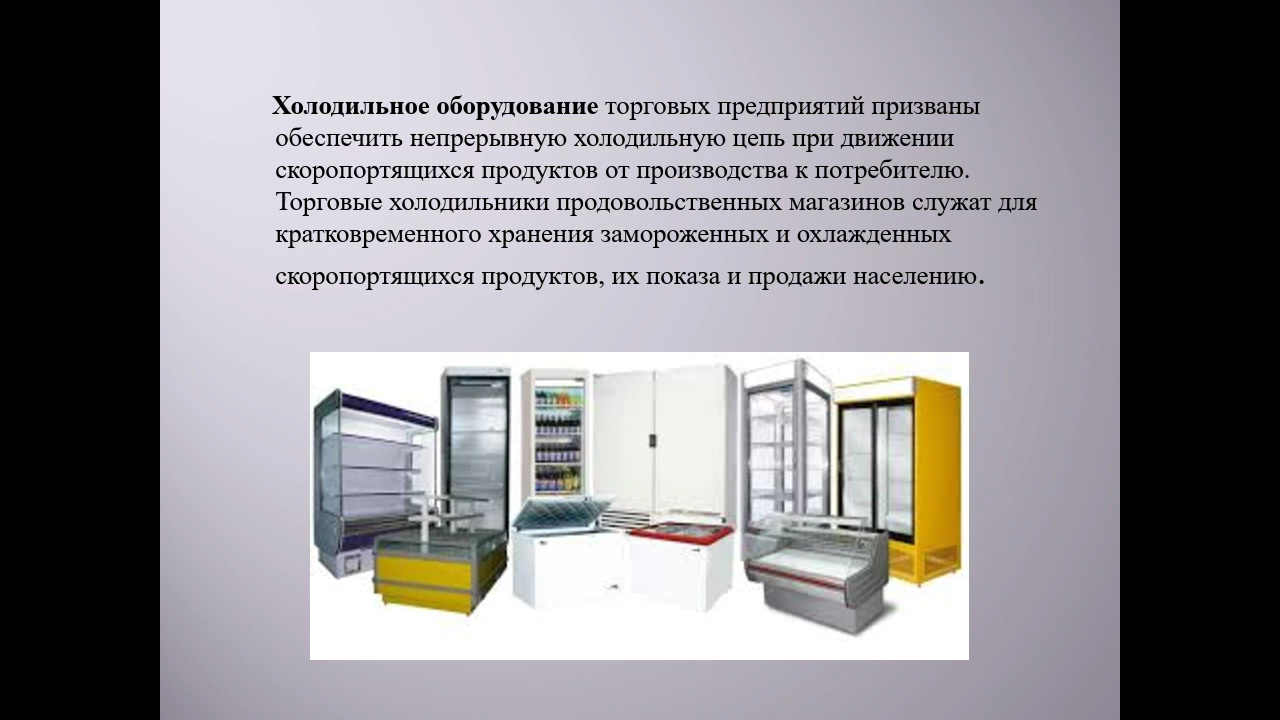 Холодильное оборудование торговых предприятий призваны
обеспечить непрерывную холодильную цепь при движении
скоропортящихся продуктов от производства к потребителю.
Торговые холодильники продовольственных магазинов служат для
кратковременного хранения замороженных и охлажденных
скоропортящихся продуктов, их показа и продажи населению.